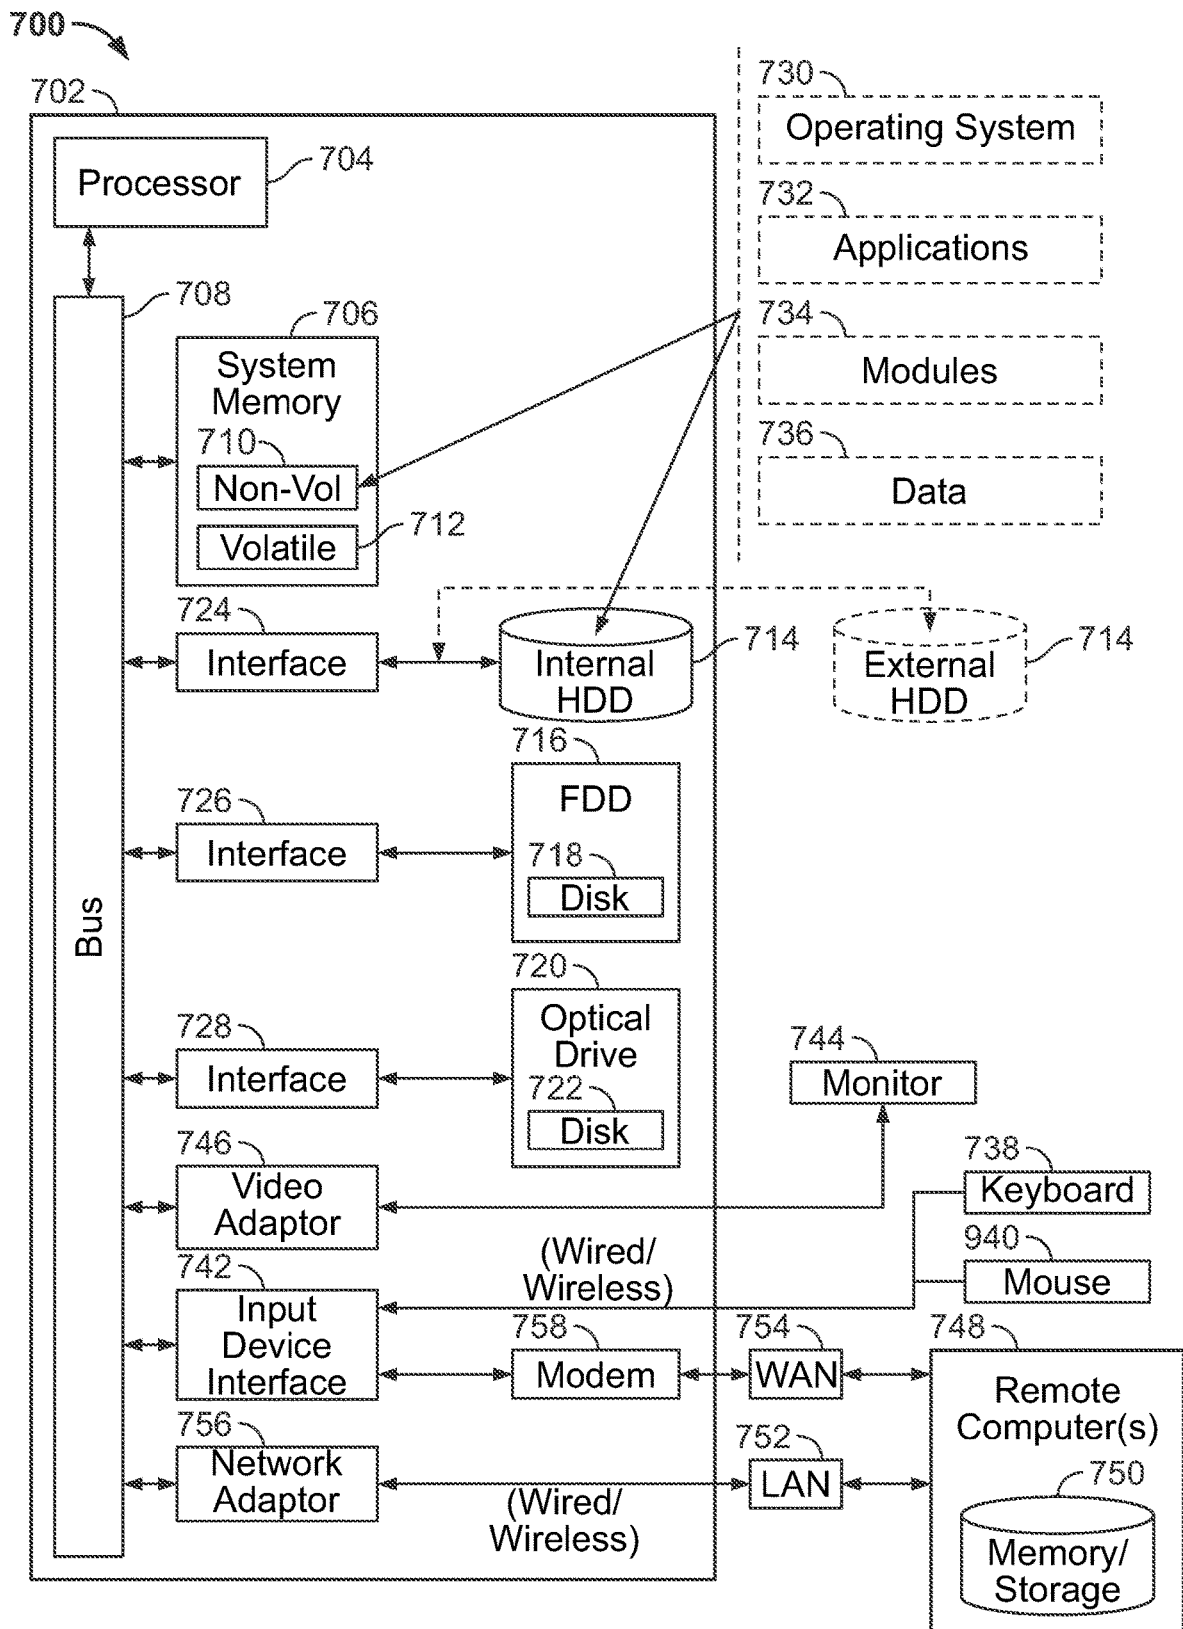 700
702
730
Operating System
Processor
704
732
Applications
708
706
System
Memory
734
Modules
710
Non-Vol
736
Data
712
Volatile
724
Interface
Internal
HDD
714
External
HDD
714
716
FDD
726
Interface
718
Disk
Bus
720
Optical
Drive
728
Interface
722
Disk
744
Monitor
746
Video
Adaptor
738
Keyboard
(Wired/
Wireless)
940
Mouse
742
Input
Device
Interface
758
Modem
754
WAN
748
Remote
Computer(s)
756
Network
Adaptor
(Wired/
Wireless)
752
LAN
750
Memory/
Storage